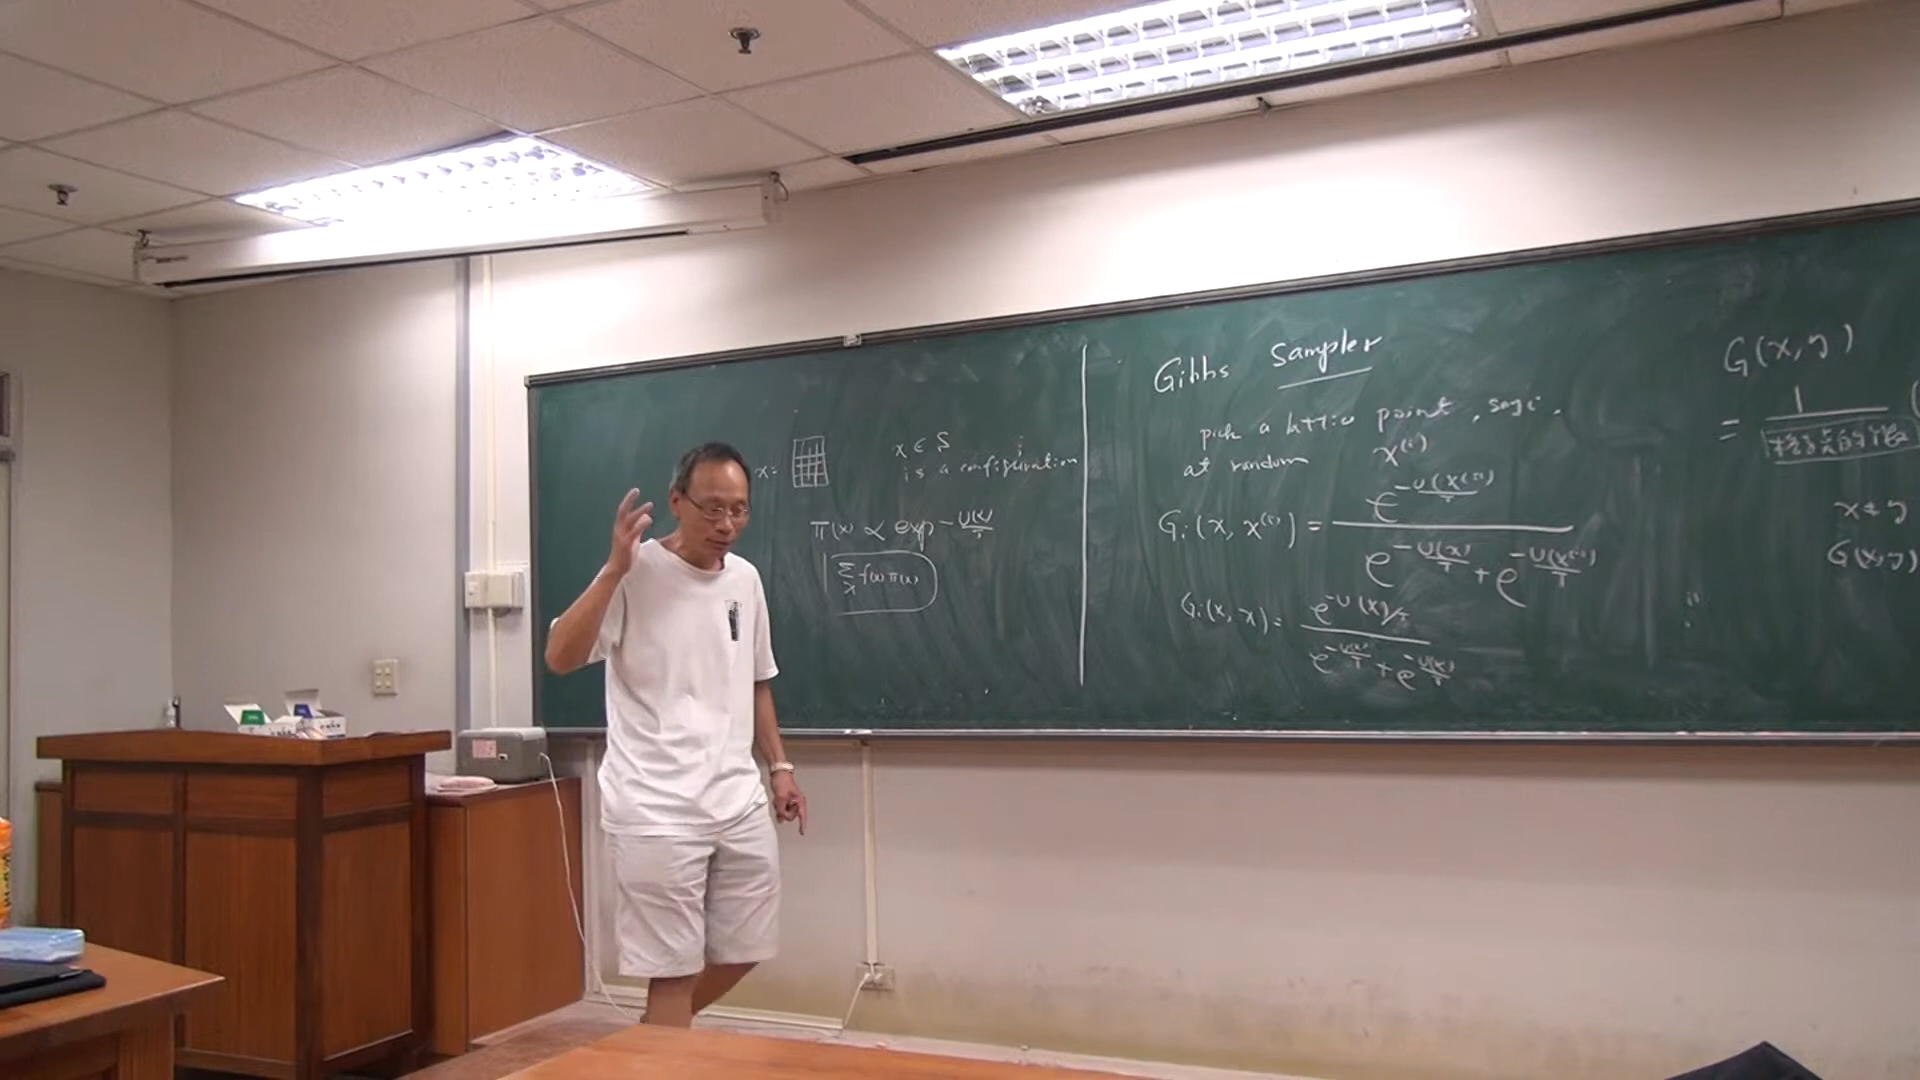 x =
x ∈ S
is a configuration
π(x) ∝ exp - U(x)/T
∑x f(x) π(x)
Gibbs Sampler
pick a lattice point, say i.
at random x^(i)
G_i(x, x^(i)) = e^(-U(x^(i))/T) / (e^(-U(x)/T) + e^(-U(x^(i))/T))
G_i(x, x) = e^(-U(x)/T) / (e^(-U(x)/T) + e^(-U(x)/T))
G(x,y)
= 1
x ≠ y
G(x,y)